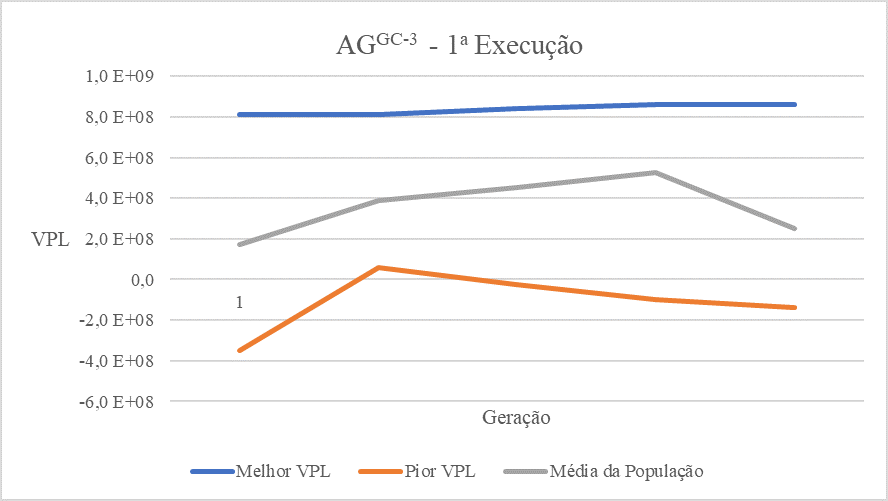 AGGC-3 - 1ª Execução
1,0 E+09
8,0 E+08
6,0 E+08
4,0 E+08
2,0 E+08
0,0
-2,0 E+08
-4,0 E+08
-6,0 E+08
VPL
1
Geração
Melhor VPL
Pior VPL
Média da População